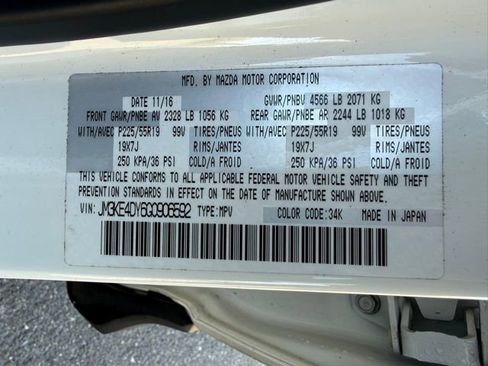 MFD. BY MAZDA MOTOR CORPORATION
DATE 11/16 GVWR/PNBV 4566 LB 2071 KG
FRONT GAWR/PNBE AV 2328 LB 1056 KG REAR GAWR/PNBE AR 2244 LB 1018 KG
WITH/AVEC P225/55R19 99V TIRES/PNEUS WITH/AVEC P225/55R19 99V TIRES/PNEUS
19X7J RIMS/JANTES 19X7J RIMS/JANTES
250 KPA/36 PSI COLD/A FROID 250 KPA/36 PSI COLD/A FROID
THIS VEHICLE CONFORMS TO ALL APPLICABLE FEDERAL MOTOR VEHICLE SAFETY
STANDARDS IN EFFECT ON THE DATE OF MANUFACTURE SHOWN ABOVE.
VIN: JM3KE4DY6G0906592 TYPE: MPV COLOR CODE: 34K MADE IN JAPAN